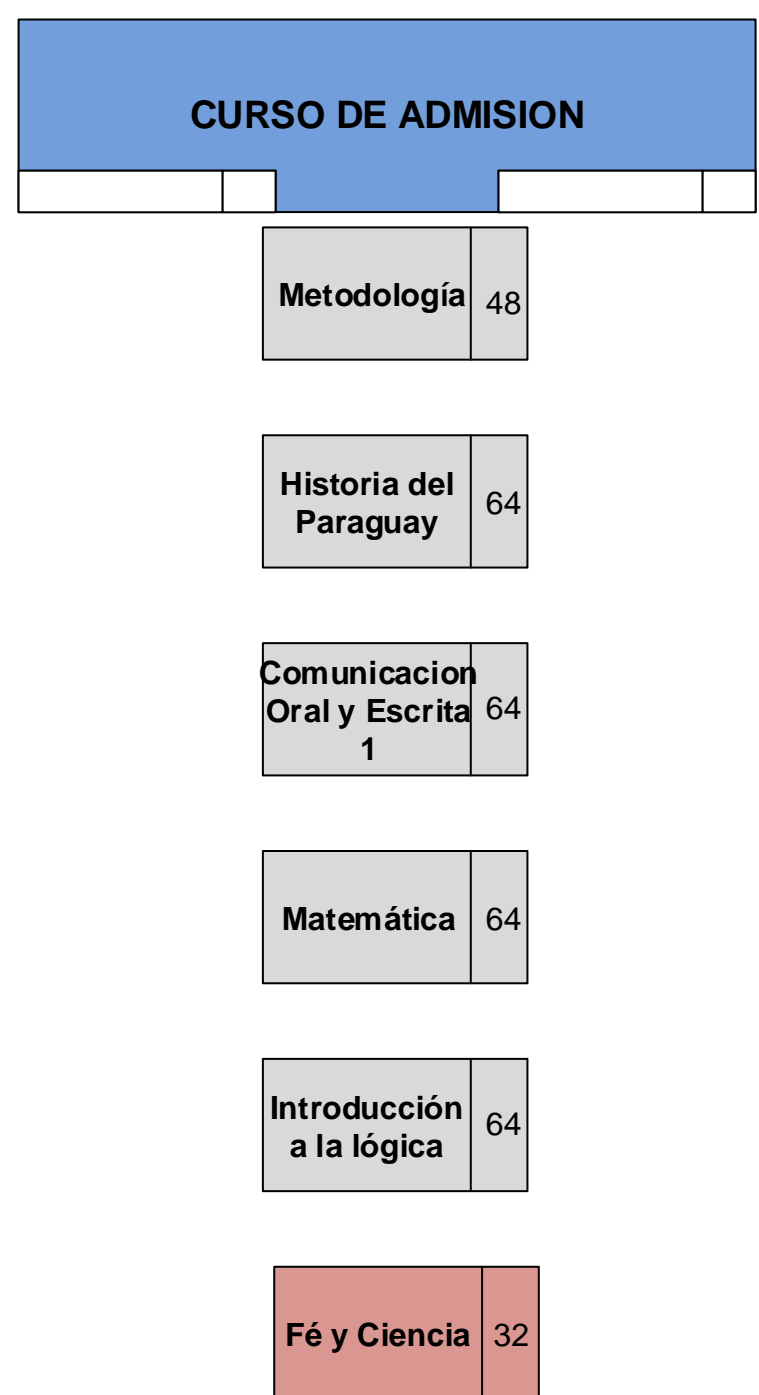 CURSO DE ADMISION
Metodología 48
Historia del
Paraguay
64
Comunicacion
Oral y Escrita
1
64
Matemática 64
Introducción
a la lógica
64
Fé y Ciencia 32